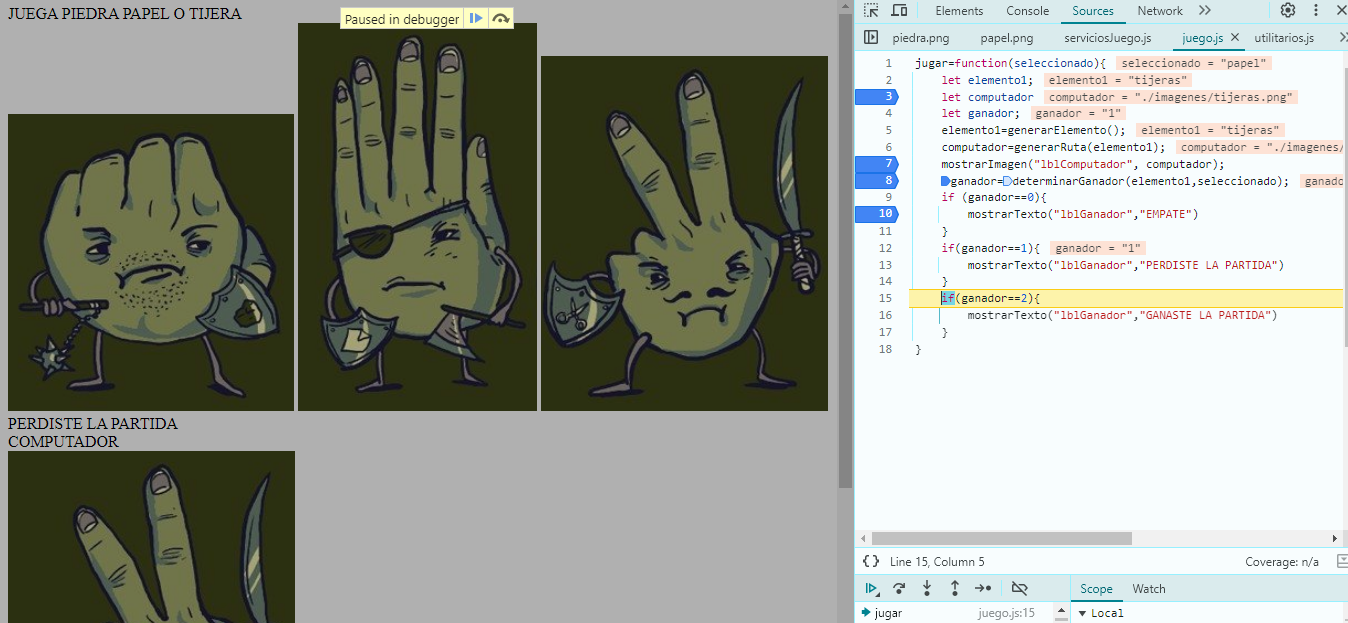 JUEGA PIEDRA PAPEL O TIJERA
Paused in debugger
PERDISTE LA PARTIDA
COMPUTADOR
Elements Console Sources Network
piedra.png papel.png serviciosJuego.js juego.js utilitarios.js
1 jugar=function(seleccionado){ seleccionado = "papel"
2 let elemento1; elemento1 = "tijeras"
3 let computador computador = "./imagenes/tijeras.png"
4 let ganador; ganador = "1"
5 elemento1=generarElemento(); elemento1 = "tijeras"
6 computador=generarRuta(elemento1); computador = "./imagenes/
7 mostrarImagen("lblComputador", computador);
8 ganador=determinarGanador(elemento1,seleccionado); ganado
9 if (ganador==0){
10 mostrarTexto("lblGanador","EMPATE")
11 }
12 if(ganador==1){ ganador = "1"
13 mostrarTexto("lblGanador","PERDISTE LA PARTIDA")
14 }
15 if(ganador==2){
16 mostrarTexto("lblGanador","GANASTE LA PARTIDA")
17 }
18 }
{} Line 15, Column 5 Coverage: n/a
Scope Watch
jugar juego.js:15 Local